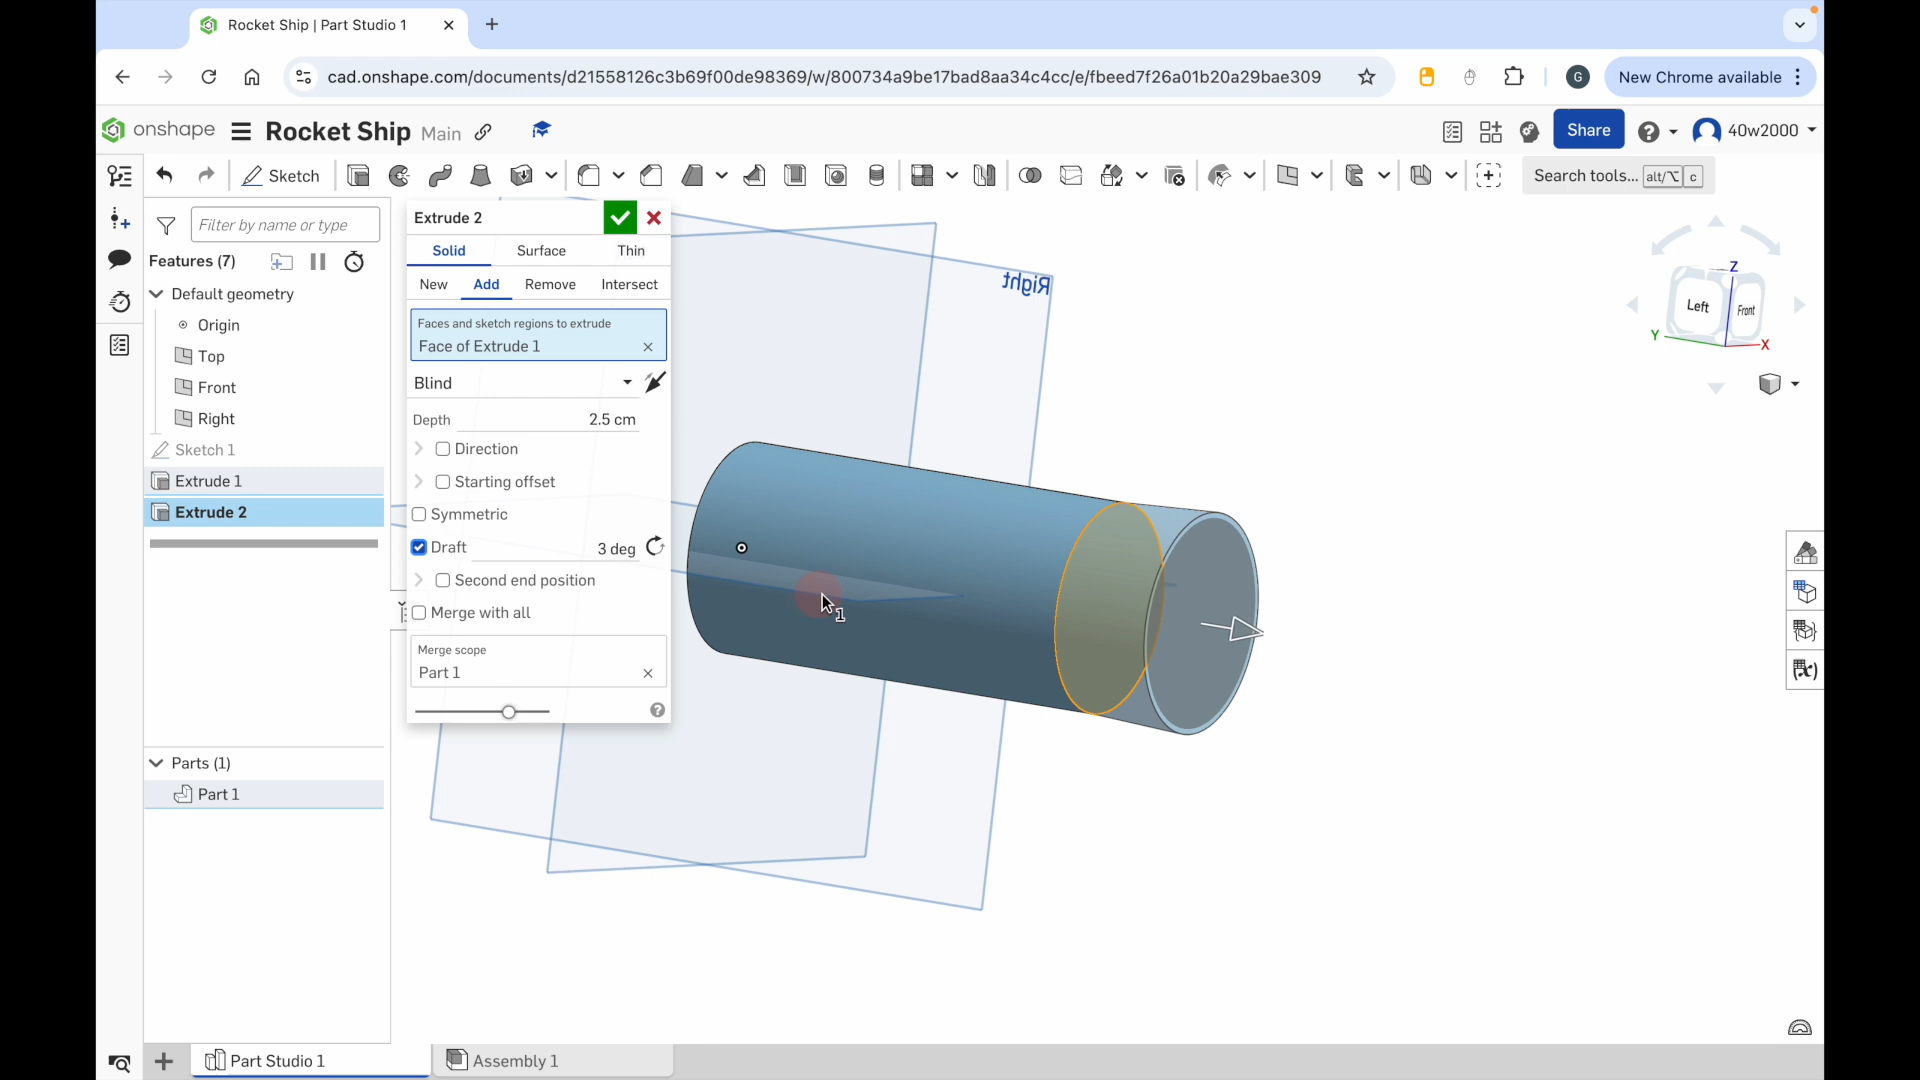 Rocket Ship | Part Studio 1
cad.onshape.com/documents/d21558126c3b69f00de98369/w/800734a9be17bad8aa34c4cc/e/fbeed7f26a01b20a29bae309
G
New Chrome available
onshape
Rocket Ship Main
Share
40w2000
Sketch
Search tools... alt/⌥ c
Filter by name or type
Features (7)
Default geometry
Origin
Top
Front
Right
Sketch 1
Extrude 1
Extrude 2
Parts (1)
Part 1
Extrude 2
Solid Surface Thin
New Add Remove Intersect
Faces and sketch regions to extrude
Face of Extrude 1
Blind
Depth 2.5 cm
Direction
Starting offset
Symmetric
Draft 3 deg
Second end position
Merge with all
Merge scope
Part 1
Right
1
Z
Left
Front
Y
X
Part Studio 1
Assembly 1